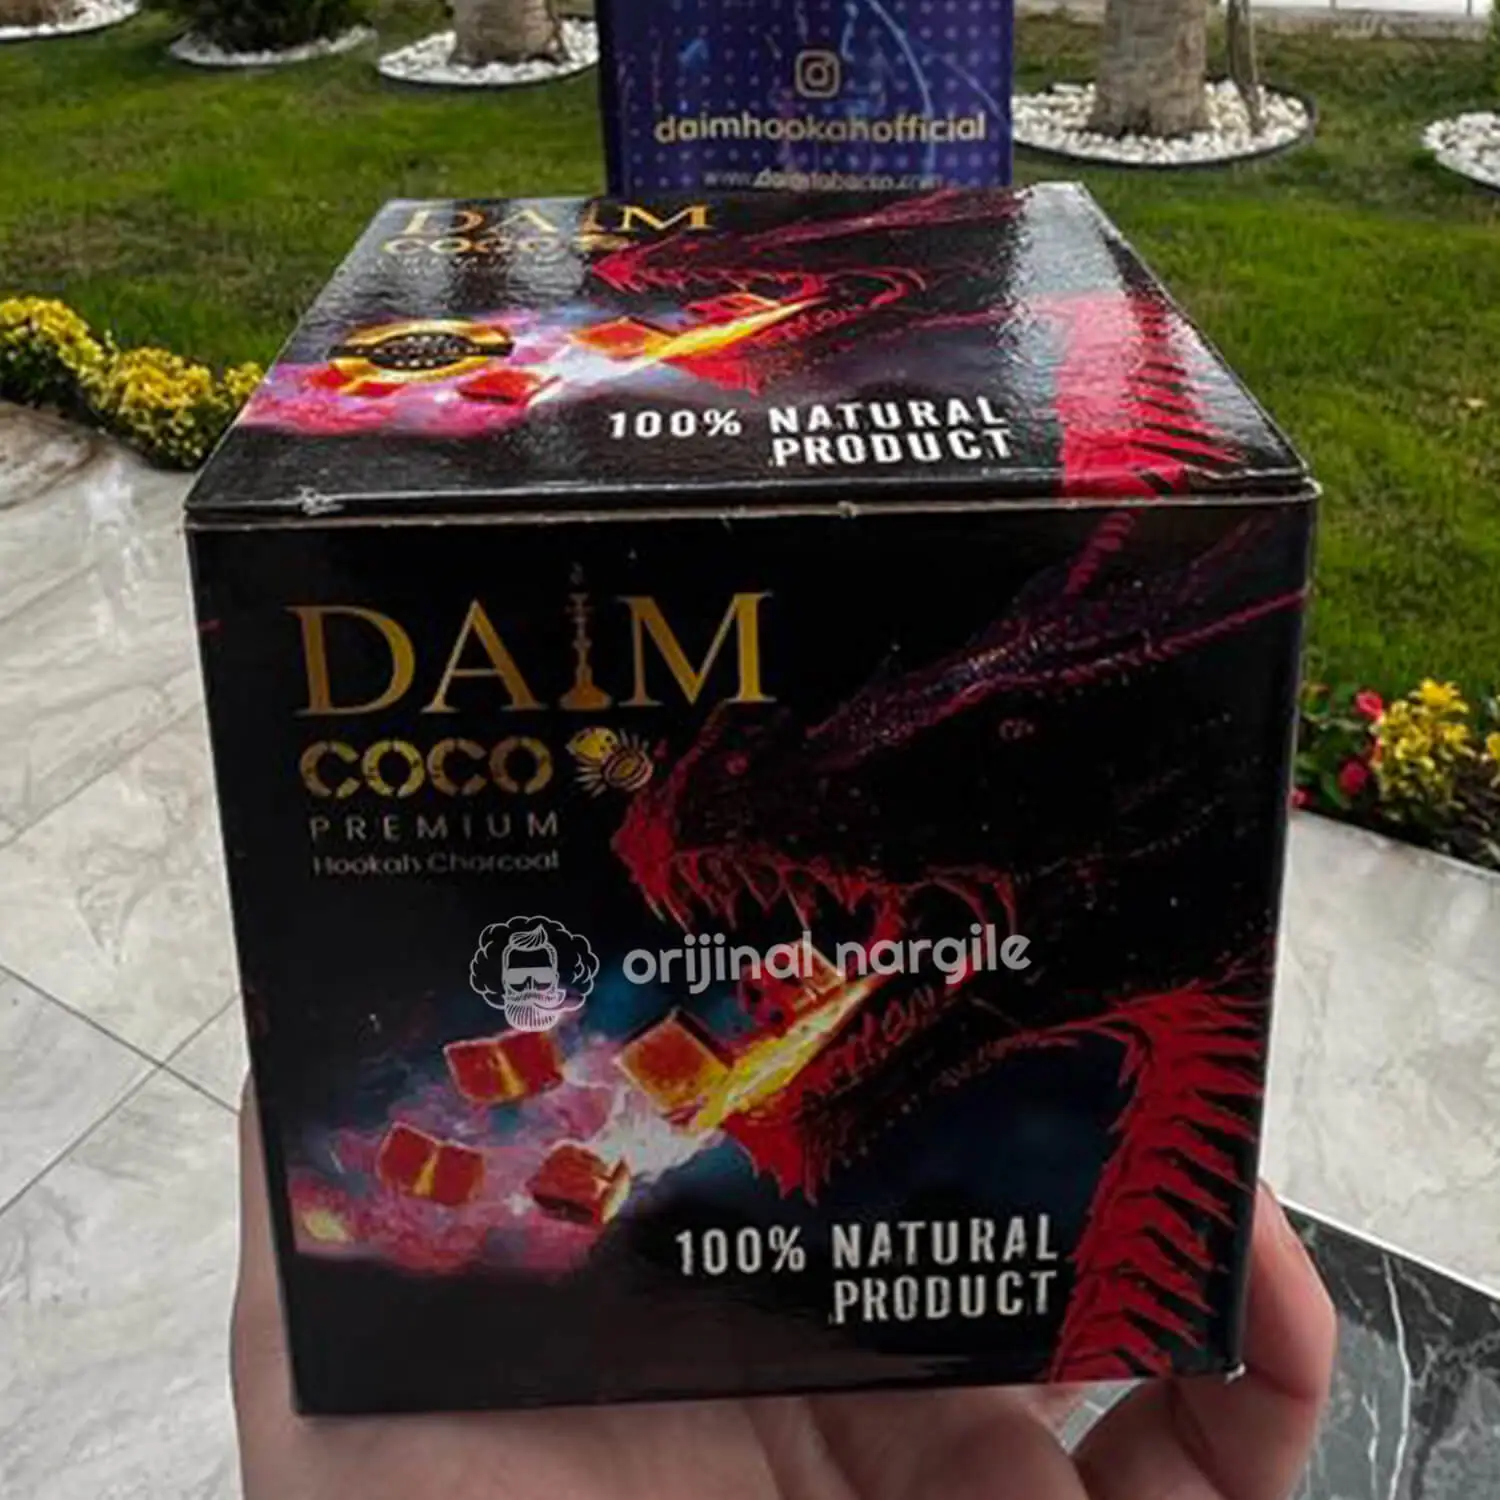 daimhookahofficial
DAIM
COCO
100% NATURAL
PRODUCT
DAIM
COCO
PREMIUM
Hookah Charcoal
orijinal nargile
100% NATURAL
PRODUCT